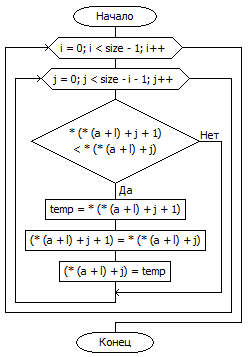 Начало
i = 0; i < size - 1; i++
j = 0; j < size - i - 1; j++
* (* (a + l) + j + 1)
< * (* (a + l) + j)
Нет
Да
temp = * (* (a + l) + j + 1)
(* (a + l) + j + 1) = * (* (a + l) + j)
(* (a + l) + j) = temp
Конец